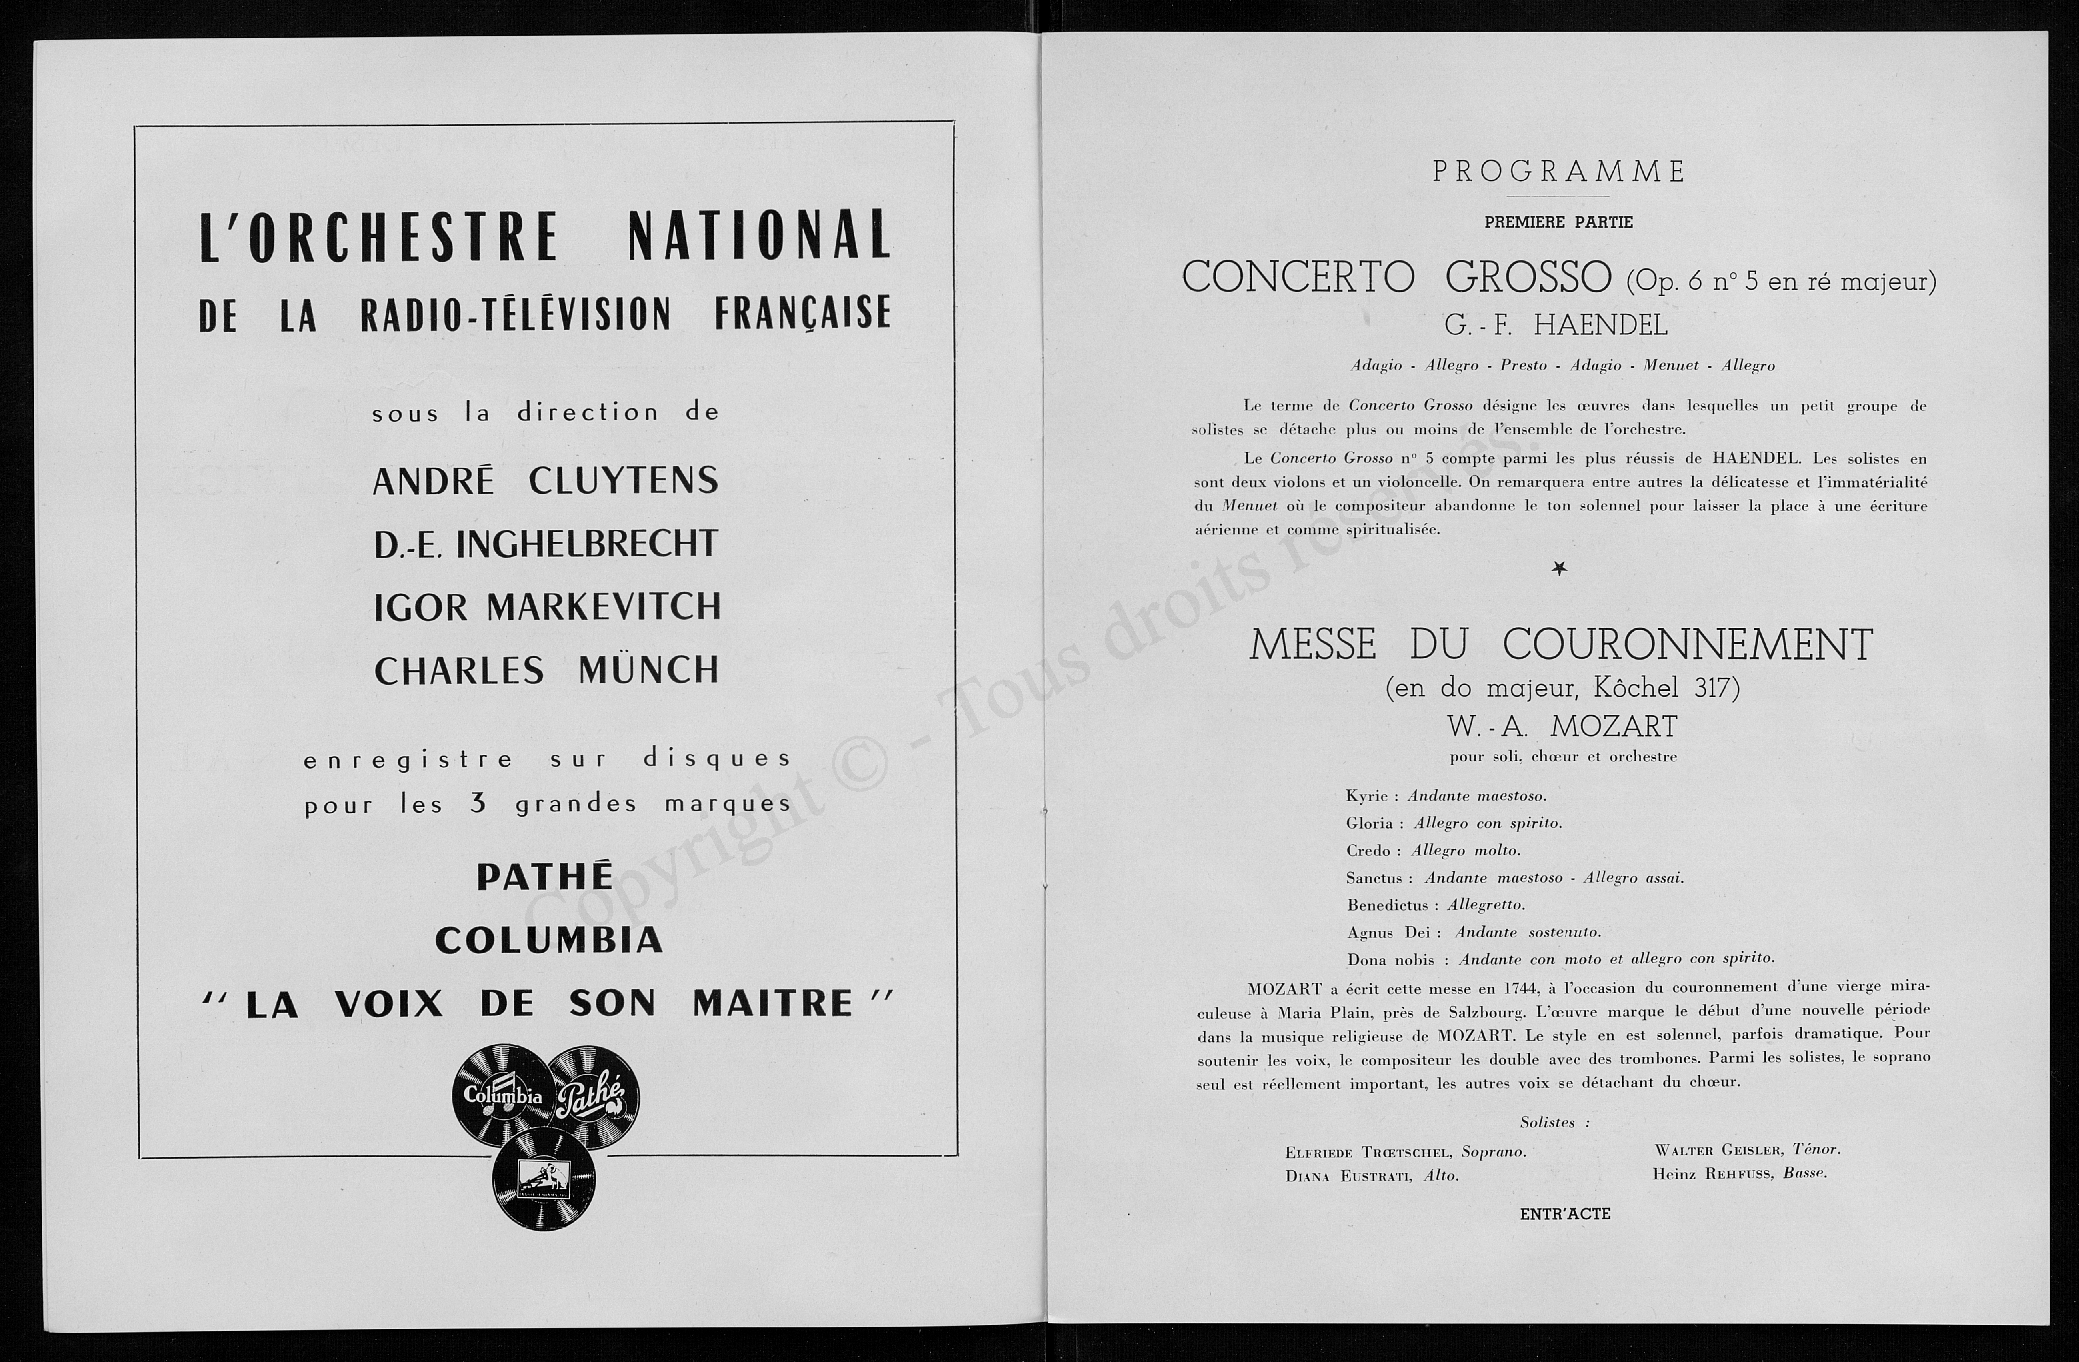 L'ORCHESTRE NATIONAL
DE LA RADIO-TÉLÉVISION FRANÇAISE
sous la direction de
ANDRÉ CLUYTENS
D.-E. INGHELBRECHT
IGOR MARKEVITCH
CHARLES MÜNCH
enregistre sur disques
pour les 3 grandes marques
PATHÉ
COLUMBIA
" LA VOIX DE SON MAITRE "
Columbia
Pathé
PROGRAMME
PREMIERE PARTIE
CONCERTO GROSSO (Op. 6 n° 5 en ré majeur)
G.-F. HAENDEL
Adagio - Allegro - Presto - Adagio - Menuet - Allegro
Le terme de Concerto Grosso désigne les œuvres dans lesquelles un petit groupe de
solistes se détache plus ou moins de l'ensemble de l'orchestre.
Le Concerto Grosso n° 5 compte parmi les plus réussis de HAENDEL. Les solistes en
sont deux violons et un violoncelle. On remarquera entre autres la délicatesse et l'immatérialité
du Menuet où le compositeur abandonne le ton solennel pour laisser la place à une écriture
aérienne et comme spiritualisée.
MESSE DU COURONNEMENT
(en do majeur, Kôchel 317)
W.-A. MOZART
pour soli, chœur et orchestre
Kyrie : Andante maestoso.
Gloria : Allegro con spirito.
Credo : Allegro molto.
Sanctus : Andante maestoso - Allegro assai.
Benedictus : Allegretto.
Agnus Dei : Andante sostenuto.
Dona nobis : Andante con moto et allegro con spirito.
MOZART a écrit cette messe en 1744, à l'occasion du couronnement d'une vierge mira-
culeuse à Maria Plain, près de Salzbourg. L'œuvre marque le début d'une nouvelle période
dans la musique religieuse de MOZART. Le style en est solennel, parfois dramatique. Pour
soutenir les voix, le compositeur les double avec des trombones. Parmi les solistes, le soprano
seul est réellement important, les autres voix se détachant du chœur.
Solistes :
ELFRIEDE TRŒTSCHEL, Soprano.
WALTER GEISLER, Ténor.
DIANA EUSTRATI, Alto.
Heinz REHFUSS, Basse.
ENTR'ACTE
Copyright © - Tous droits réservés.